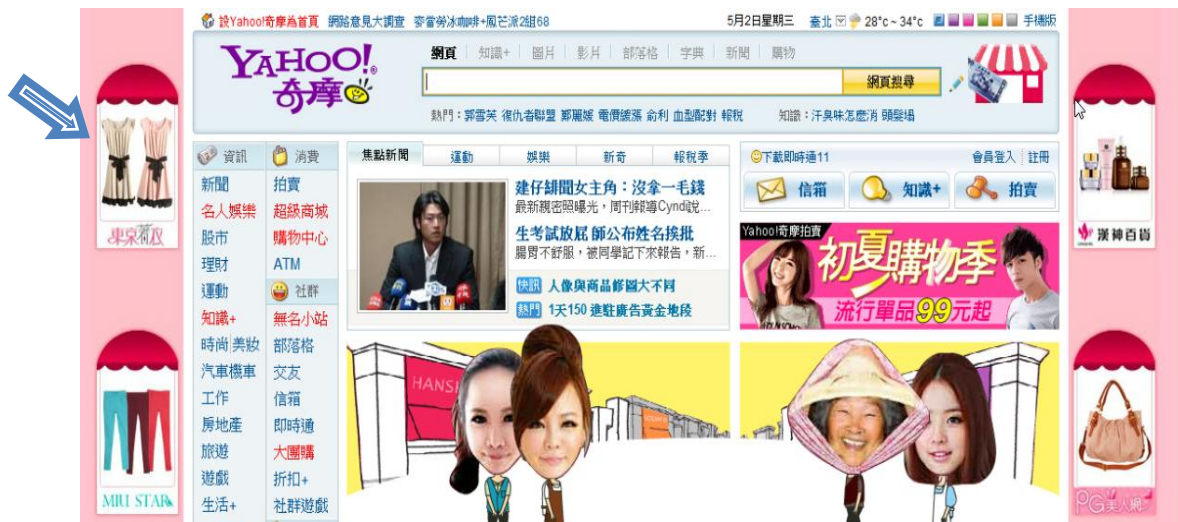 設Yahoo!奇摩為首頁 網路意見大調查 麥當勞冰咖啡+鳳芒派2組68
5月2日星期三 臺北 28°c~34°c 手機版
YAHOO!® 奇摩
網頁 知識+ 圖片 影片 部落格 字典 新聞 購物
網頁搜尋
熱門：郭雪芙 復仇者聯盟 鄭麗媛 電價緩漲 俞利 血型配對 報稅 知識：汗臭味怎麼消 頭髮場
資訊 消費
新聞 拍賣
名人娛樂 超級商城
股市 購物中心
理財 ATM
運動 社群
知識+ 無名小站
時尚|美妝 部落格
汽車機車 交友
工作 信箱
房地產 即時通
旅遊 大團購
遊戲 折扣+
生活+ 社群遊戲
焦點新聞 運動 娛樂 新奇 報稅季
建仔緋聞女主角：沒拿一毛錢
最新親密照曝光，周刊報導Cyndi說...
生考試放屁 師公布姓名挨批
腸胃不舒服，被同學記下來報告，新...
快訊 人像與商品修圖大不同
熱門 1天150 進駐廣告黃金地段
下載即時通11 會員登入 註冊
信箱 知識+ 拍賣
Yahoo!奇摩拍賣
初夏購物季
流行單品99元起
HANSH
東京著衣
MIU STAR
漢神百貨
PG美人網